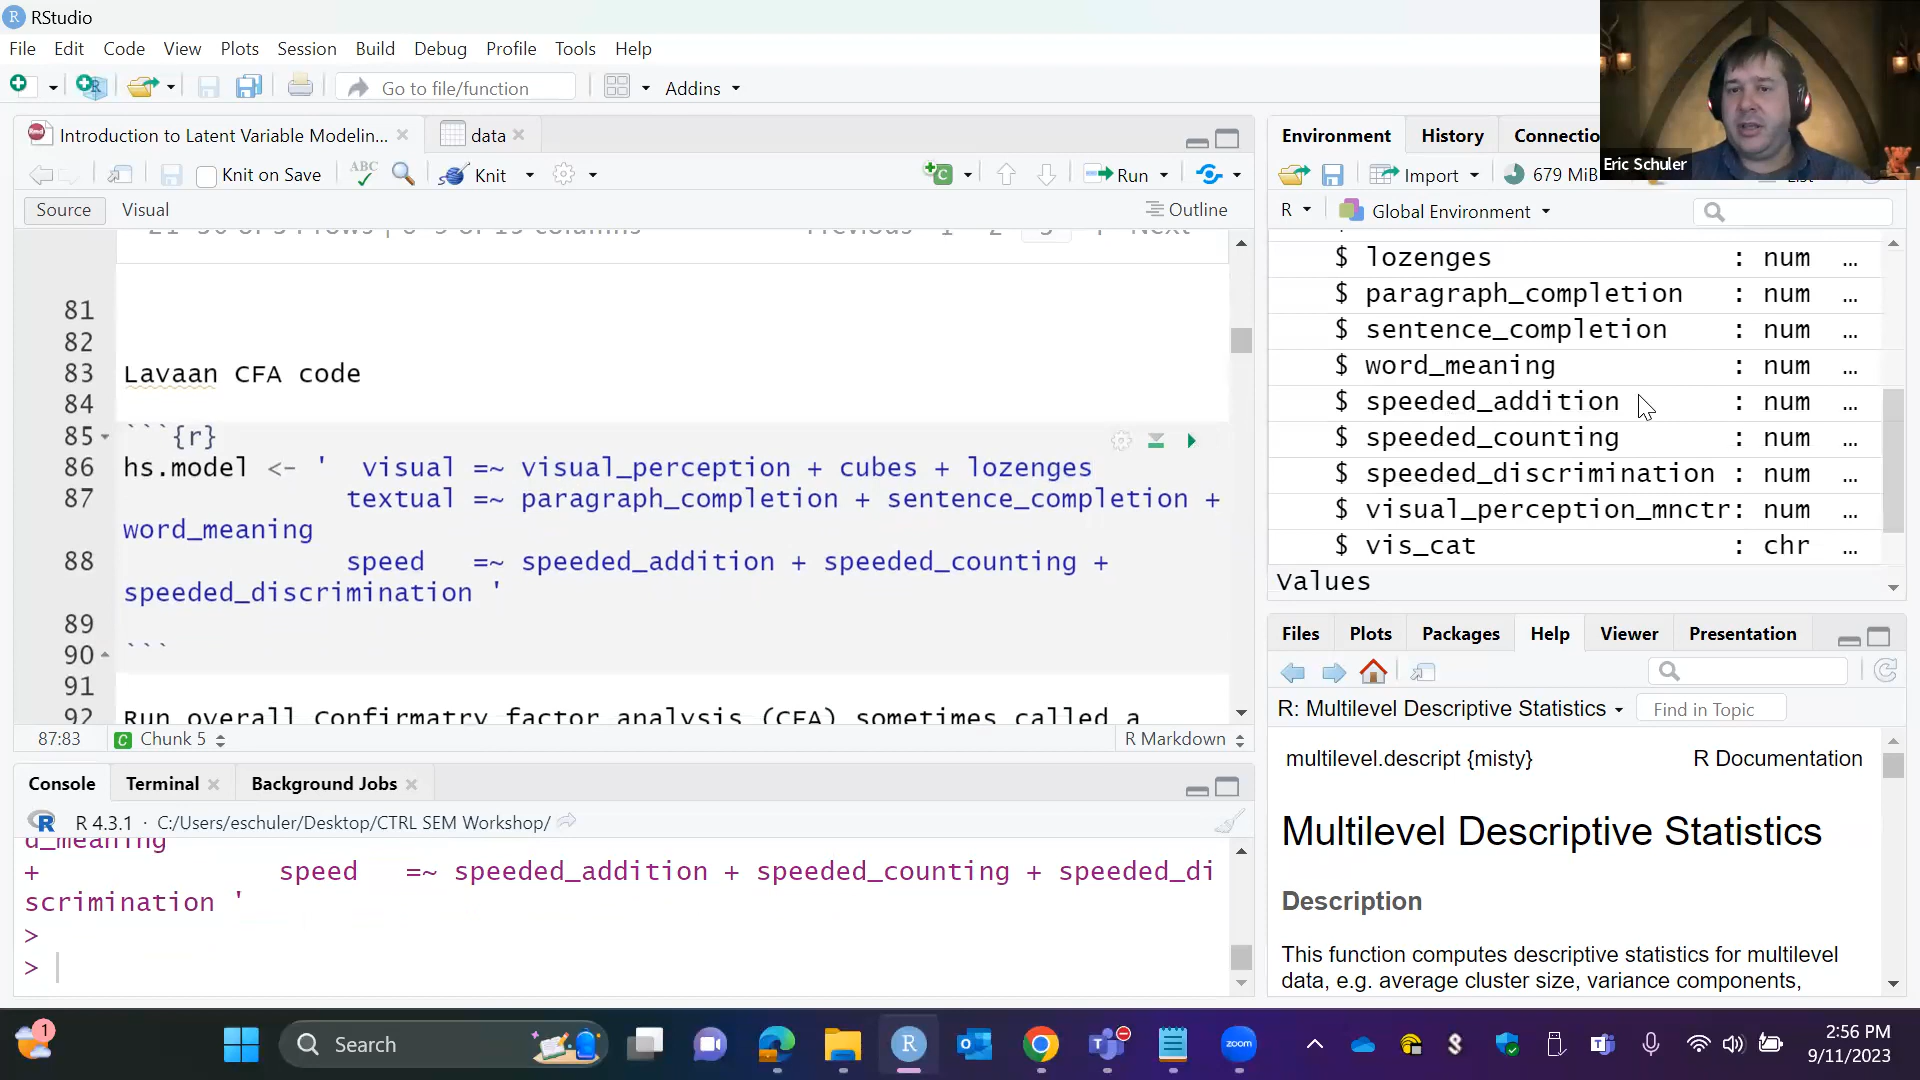 RStudio
File Edit Code View Plots Session Build Debug Profile Tools Help
Go to file/function Addins
Eric Schuler
Introduction to Latent Variable Modelin... data
Knit on Save ABC Knit Run
Source Visual Outline
81
82
83 Lavaan CFA code
84
85 ```{r}
86 hs.model <- '  visual =~ visual_perception + cubes + lozenges
87 textual =~ paragraph_completion + sentence_completion +
word_meaning
88 speed   =~ speeded_addition + speeded_counting +
speeded_discrimination '
89
90 ```
91
92 Run overall Confirmatry factor analysis (CFA) sometimes called a
87:83 C Chunk 5 R Markdown
Console Terminal Background Jobs
R 4.3.1 · C:/Users/eschuler/Desktop/CTRL SEM Workshop/
d_meaning
+ speed   =~ speeded_addition + speeded_counting + speeded_di
scrimination '
>
>
Environment History Connectio
Import 679 MiB
R Global Environment
$ lozenges : num ...
$ paragraph_completion : num ...
$ sentence_completion : num ...
$ word_meaning : num ...
$ speeded_addition : num ...
$ speeded_counting : num ...
$ speeded_discrimination : num ...
$ visual_perception_mnctr: num ...
$ vis_cat : chr ...
Values
Files Plots Packages Help Viewer Presentation
R: Multilevel Descriptive Statistics Find in Topic
multilevel.descript {misty} R Documentation
Multilevel Descriptive Statistics
Description
This function computes descriptive statistics for multilevel
data, e.g. average cluster size, variance components,
1 Search zoom 2:56 PM
9/11/2023